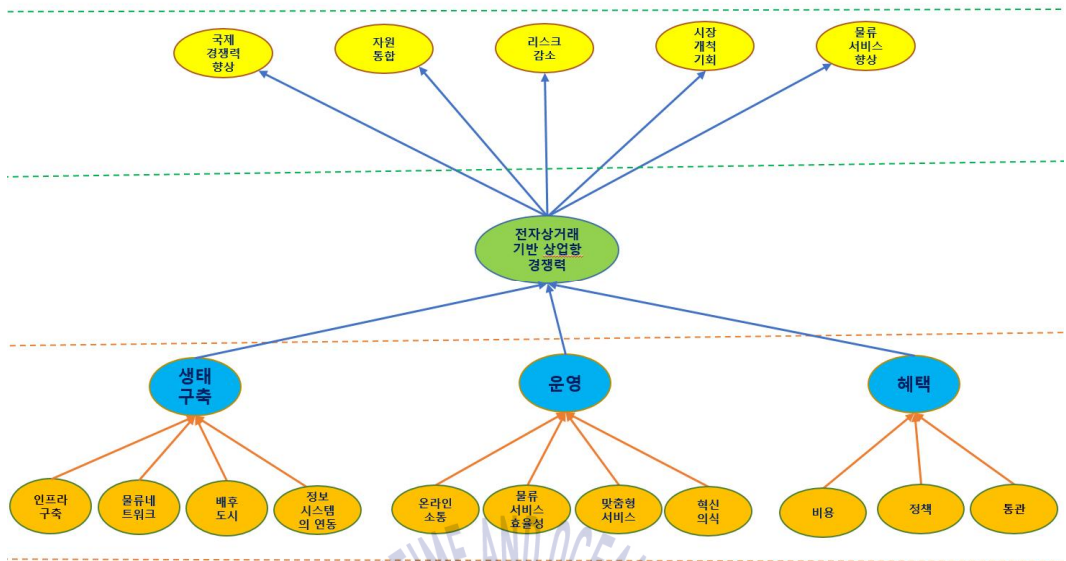 국제
경쟁력
향상
자원
통합
리스크
감소
시장
개척
기회
물류
서비스
향상
전자상거래
기반 상업항
경쟁력
생태
구축
운영
혜택
인프라
구축
물류네
트워크
배후
도시
정보
시스템
의 연동
온라인
소통
물류
서비스
효율성
맞춤형
서비스
혁신
의식
비용
정책
통관
TIME AND OCEA